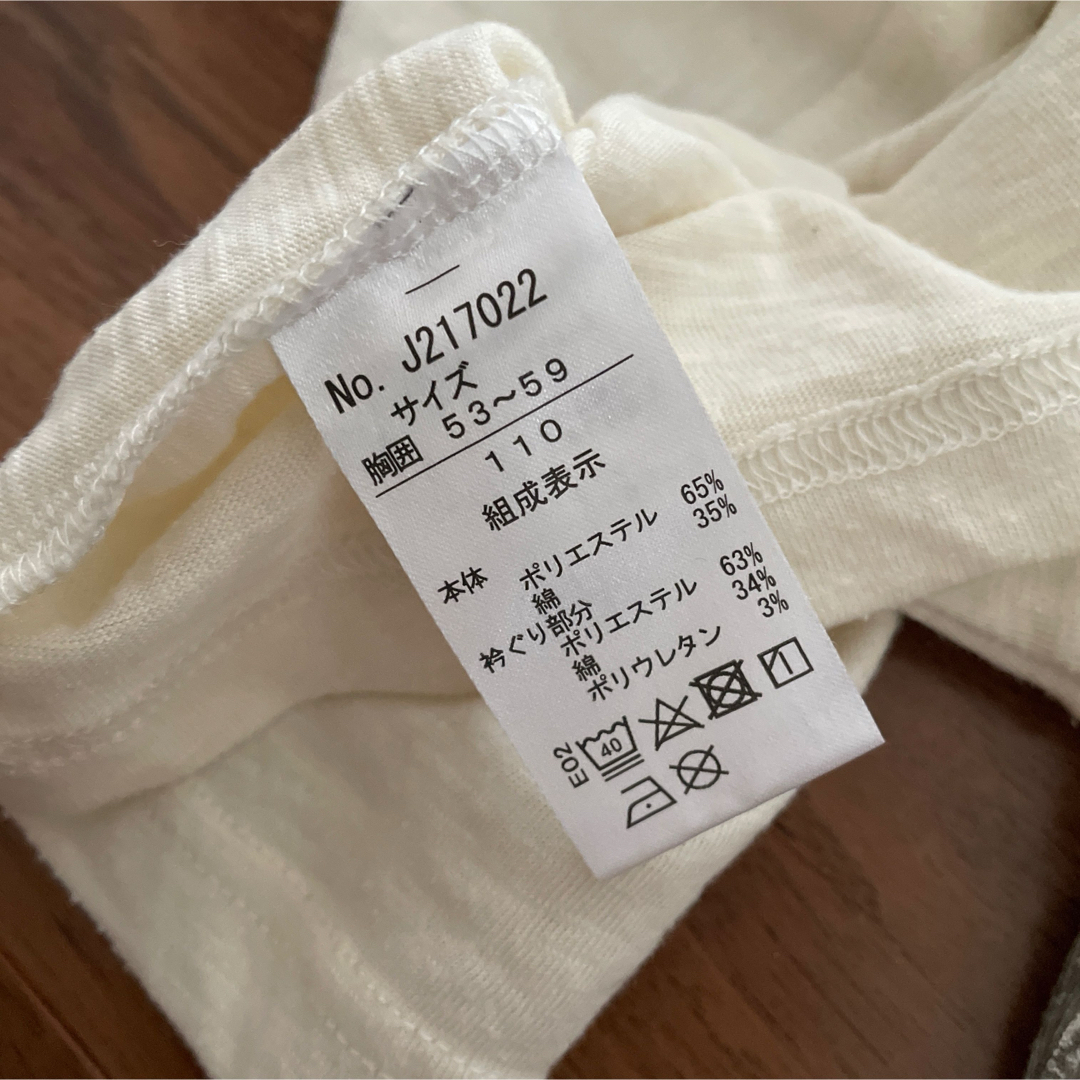 No. J217022
サイズ
胸囲 53～59
110
組成表示
本体 ポリエステル 65%
綿 35%
衿ぐり部分
ポリエステル 63%
綿 34%
ポリウレタン 3%
E02 40 1